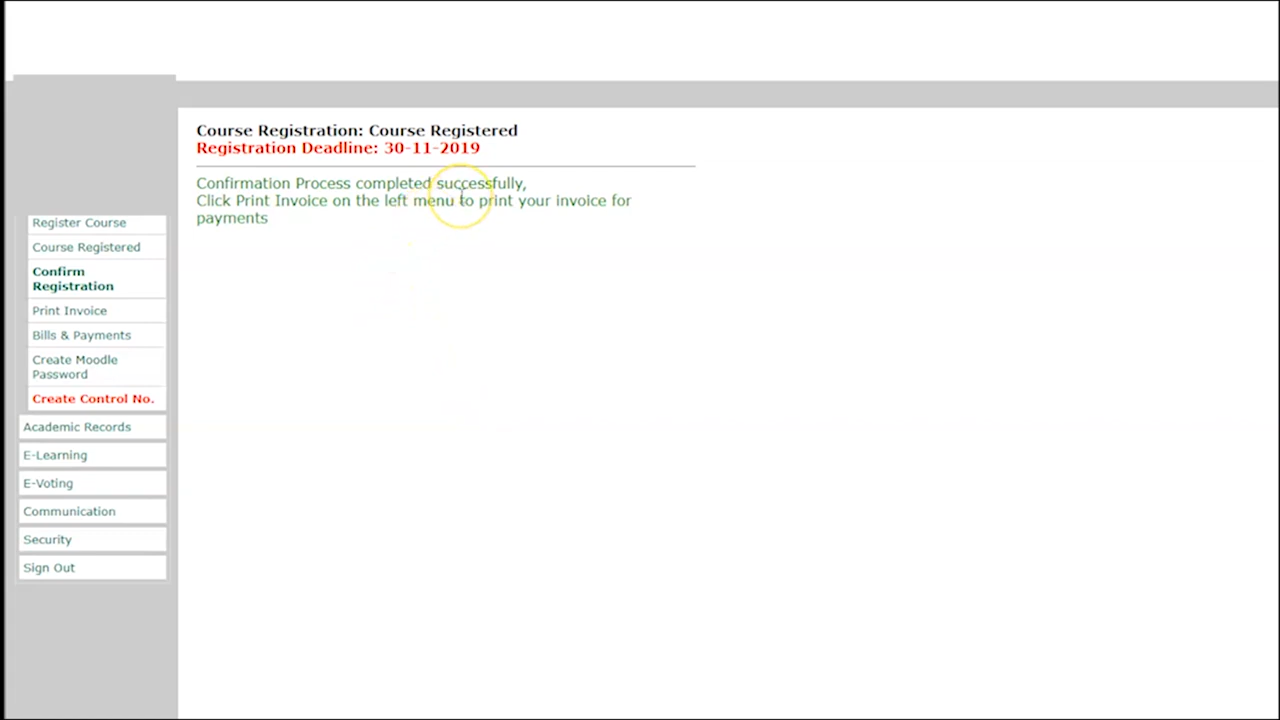 Course Registration: Course Registered
Registration Deadline: 30-11-2019
Confirmation Process completed successfully,
Click Print Invoice on the left menu to print your invoice for
payments
Register Course
Course Registered
Confirm
Registration
Print Invoice
Bills & Payments
Create Moodle
Password
Create Control No.
Academic Records
E-Learning
E-Voting
Communication
Security
Sign Out